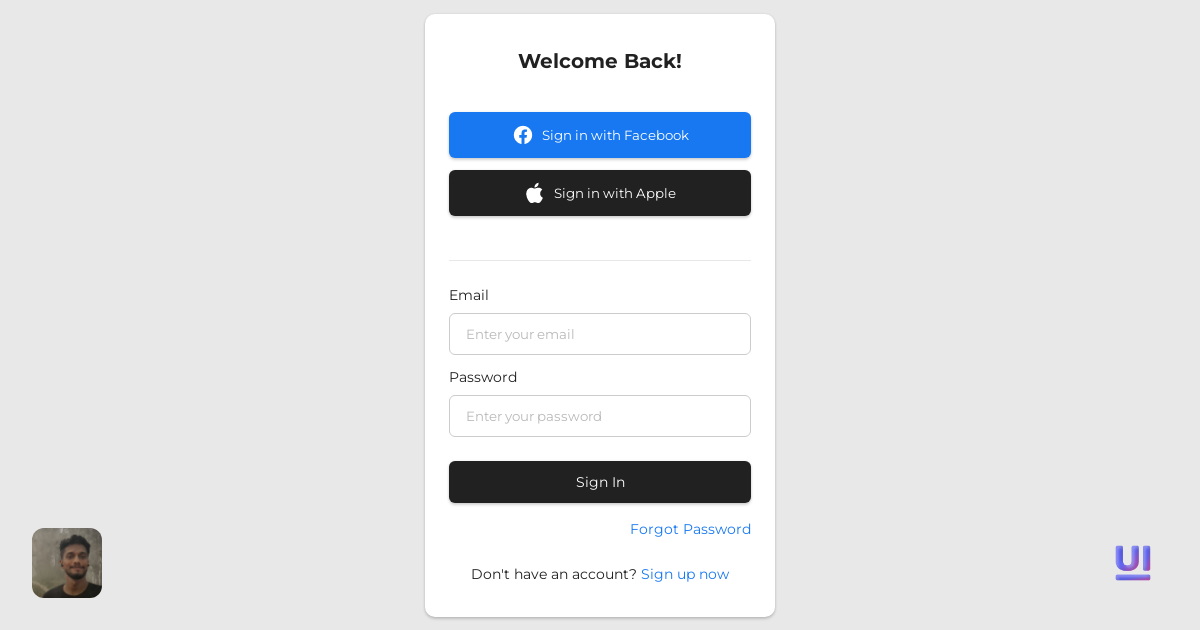 Welcome Back!
Sign in with Facebook
Sign in with Apple
Email
Enter your email
Password
Enter your password
Sign In
Forgot Password
Don't have an account? Sign up now
UI